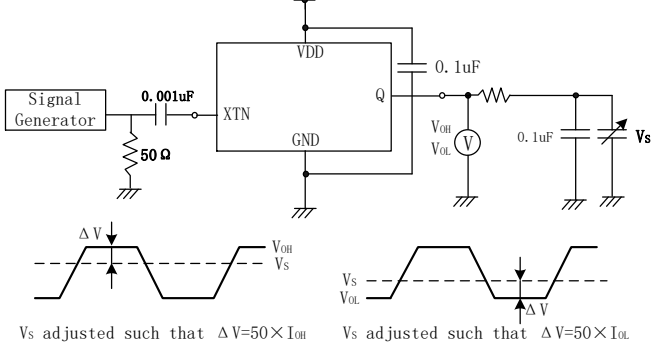 VDD
0.1uF
Signal
Generator
0.001uF
XTN
Q
50Ω
GND
VOH
VOL
V
0.1uF
Vs
ΔV
VOH
Vs
Vs
VOL
ΔV
Vs adjusted such that ΔV=50×IOH
Vs adjusted such that ΔV=50×IOL